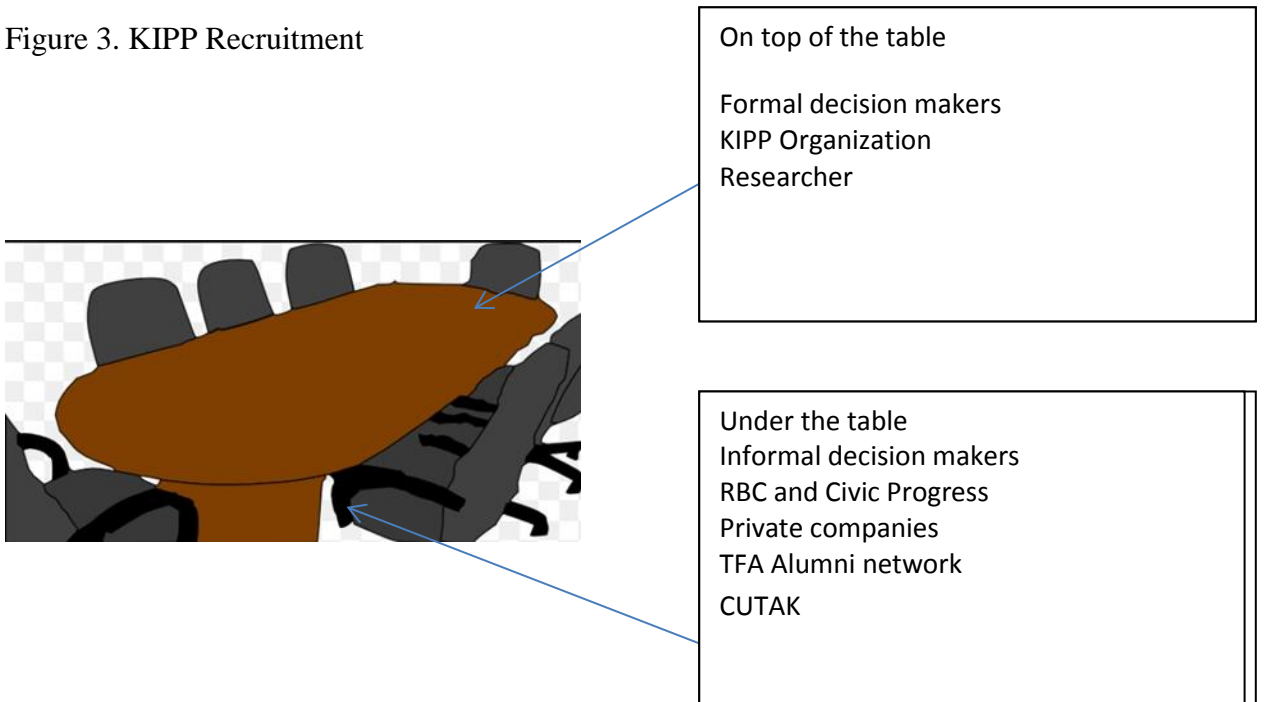 Figure 3. KIPP Recruitment
On top of the table
Formal decision makers
KIPP Organization
Researcher
Under the table
Informal decision makers
RBC and Civic Progress
Private companies
TFA Alumni network
CUTAK